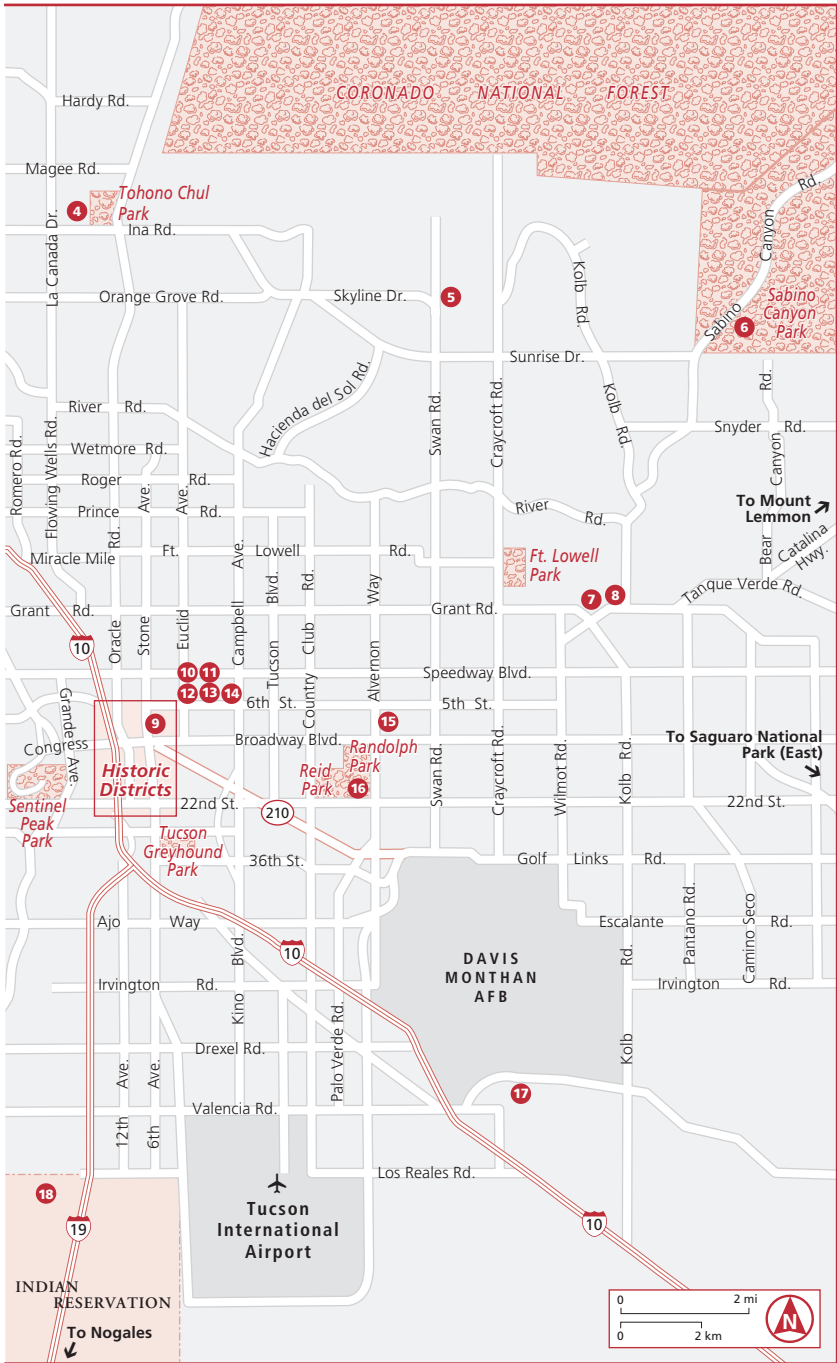 CORONADO NATIONAL FOREST
Hardy Rd.
Magee Rd.
Tohono Chul
Park
4
Ina Rd.
La Canada Dr.
Orange Grove Rd.
Skyline Dr.
5
Kolb Rd.
Sabino Canyon Rd.
6
Sabino
Canyon
Park
Sunrise Dr.
Hacienda del Sol Rd.
Swan Rd.
Craycroft Rd.
Kolb Rd.
River Rd.
Snyder Rd.
Bear Canyon Rd.
Romero Rd.
Flowing Wells Rd.
Wetmore Rd.
Roger Rd.
Prince Rd.
River Rd.
To Mount
Lemmon
Catalina
Hwy.
Miracle Mile
Ft. Lowell Rd.
Ft. Lowell
Park
7
8
Tanque Verde Rd.
Grant Rd.
Grant Rd.
10
Oracle Rd.
Stone Ave.
Euclid Ave.
Campbell Ave.
Tucson Blvd.
Country Club Rd.
Alvernon Way
10
11
Speedway Blvd.
12
13
14
6th St.
5th St.
Grande Ave.
9
15
Congress
Broadway Blvd.
Randolph
Park
Reid
Park
16
Historic
Districts
Swan Rd.
Craycroft Rd.
Wilmot Rd.
Kolb Rd.
To Saguaro National
Park (East)
Sentinel
Peak
Park
22nd St.
210
22nd St.
Tucson
Greyhound
Park
36th St.
Golf Links Rd.
Ajo Way
10
Escalante Rd.
Pantano Rd.
Camino Seco
DAVIS
MONTHAN
AFB
Irvington Rd.
Kino Blvd.
Irvington Rd.
Kolb Rd.
Palo Verde Rd.
Drexel Rd.
12th Ave.
6th Ave.
17
Valencia Rd.
Los Reales Rd.
18
19
Tucson
International
Airport
10
INDIAN
RESERVATION
To Nogales
0 2 mi
0 2 km
N